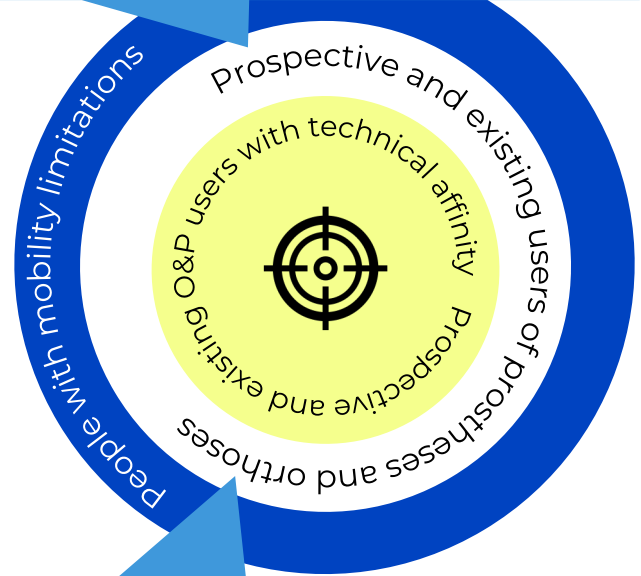 people with mobility limitations
Prospective and existing users of prostheses and orthoses
Prospective and existing O&P users with technical affinity